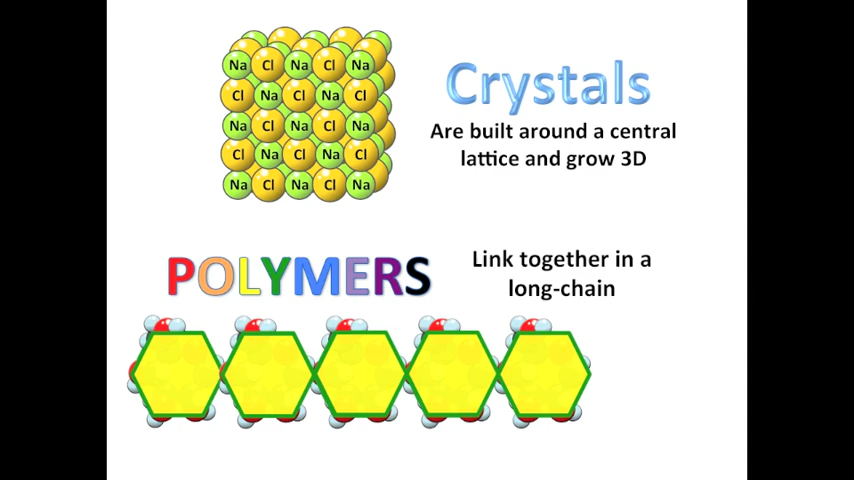 Na Cl Na Cl Na
Cl Na Cl Na Cl
Na Cl Na Cl Na
Cl Na Cl Na Cl
Na Cl Na Cl Na
Crystals
Are built around a central
lattice and grow 3D
POLYMERS
Link together in a
long-chain